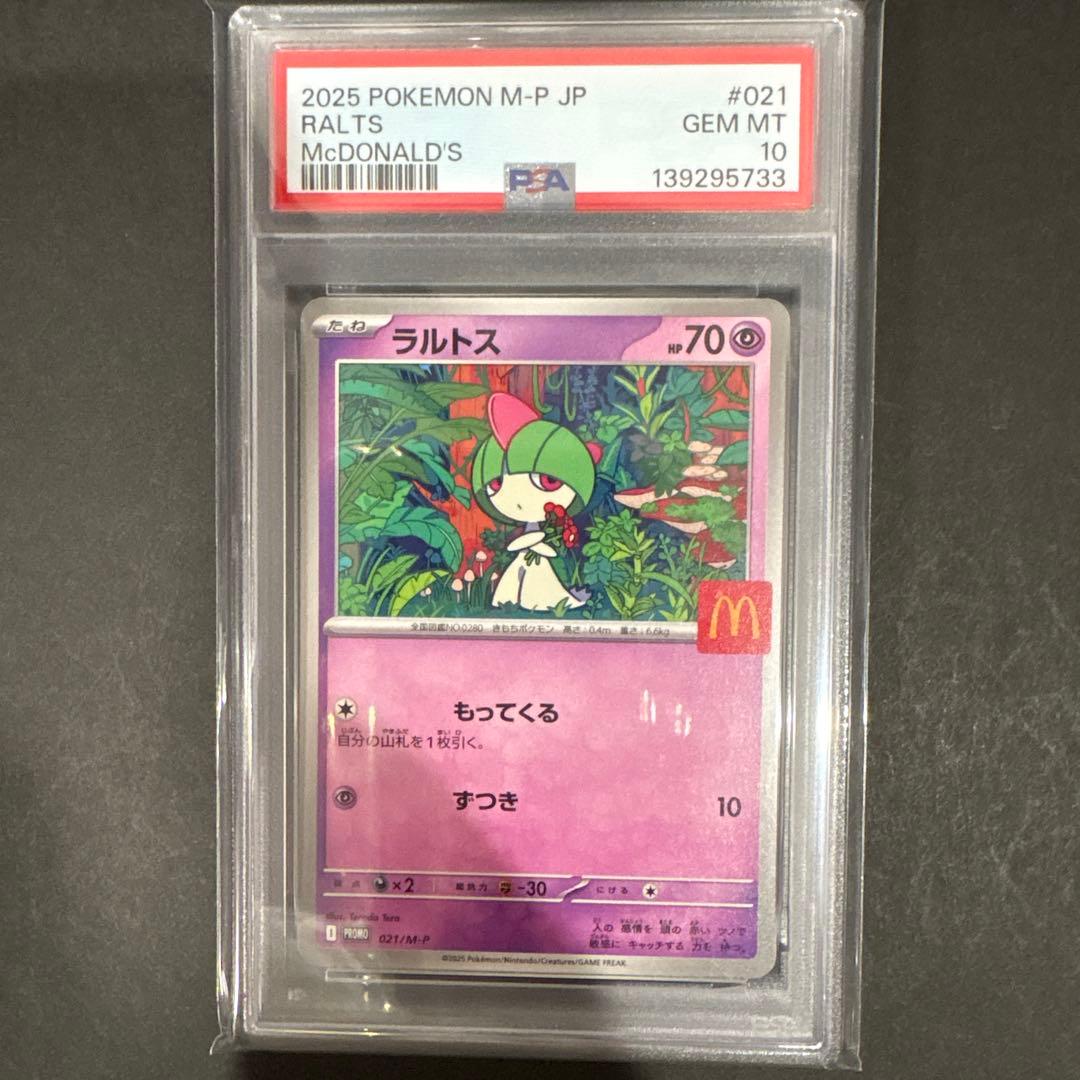 2025 POKEMON M-P JP #021
RALTS GEM MT
McDONALD'S 10
PSA 139295733
たね ラルトス HP70
全国図鑑NO.0280 きもちポケモン 高さ:0.4m 重さ:6.6kg
M
もってくる
自分の山札を1枚引く。
ずつき 10
弱点 ×2 抵抗力 -30 にげる
Illus. Terada Tera
人の感情を頭の赤いツノで
敏感にキャッチする力を持つ。
I PROMO 021/M-P
©2025 Pokémon/Nintendo/Creatures/GAME FREAK.